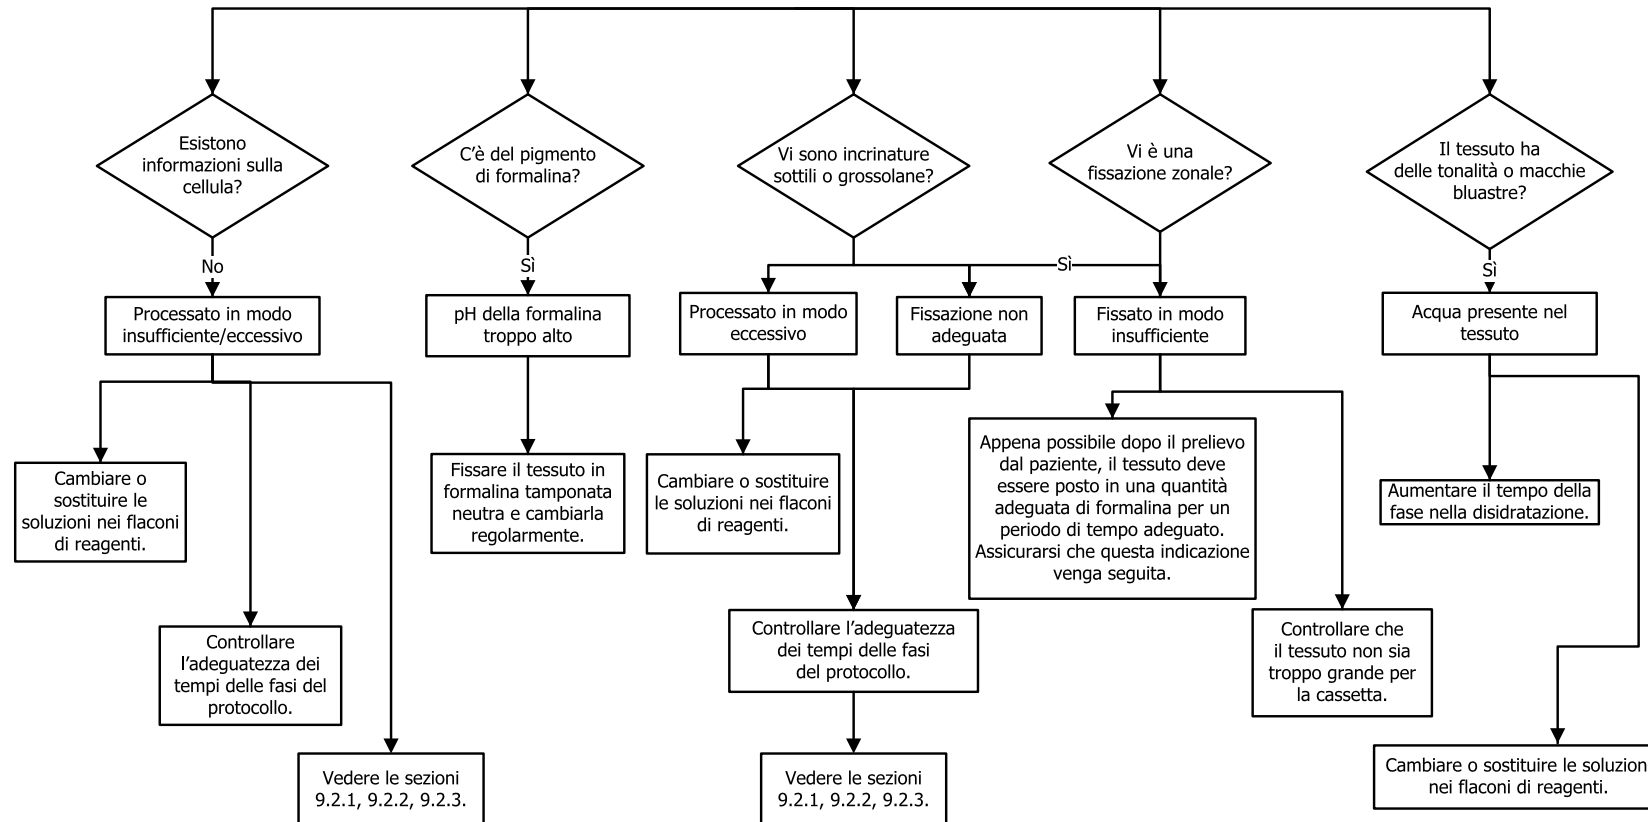 Esistono
informazioni sulla
cellula?
C'è del pigmento
di formalina?
Vi sono incrinature
sottili o grossolane?
Vi è una
fissazione zonale?
Il tessuto ha
delle tonalità o macchie
bluastre?
No
Sì
Sì
Sì
Processato in modo
insufficiente/eccessivo
pH della formalina
troppo alto
Processato in modo
eccessivo
Fissazione non
adeguata
Fissato in modo
insufficiente
Acqua presente nel
tessuto
Cambiare o
sostituire le
soluzioni nei flaconi
di reagenti.
Fissare il tessuto in
formalina tamponata
neutra e cambiarla
regolarmente.
Cambiare o sostituire
le soluzioni nei flaconi
di reagenti.
Appena possibile dopo il prelievo
dal paziente, il tessuto deve
essere posto in una quantità
adeguata di formalina per un
periodo di tempo adeguato.
Assicurarsi che questa indicazione
venga seguita.
Aumentare il tempo della
fase nella disidratazione.
Controllare
l'adeguatezza dei
tempi delle fasi del
protocollo.
Controllare l'adeguatezza
dei tempi delle fasi
del protocollo.
Controllare che
il tessuto non sia
troppo grande per
la cassetta.
Vedere le sezioni
9.2.1, 9.2.2, 9.2.3.
Vedere le sezioni
9.2.1, 9.2.2, 9.2.3.
Cambiare o sostituire le soluzion
nei flaconi di reagenti.